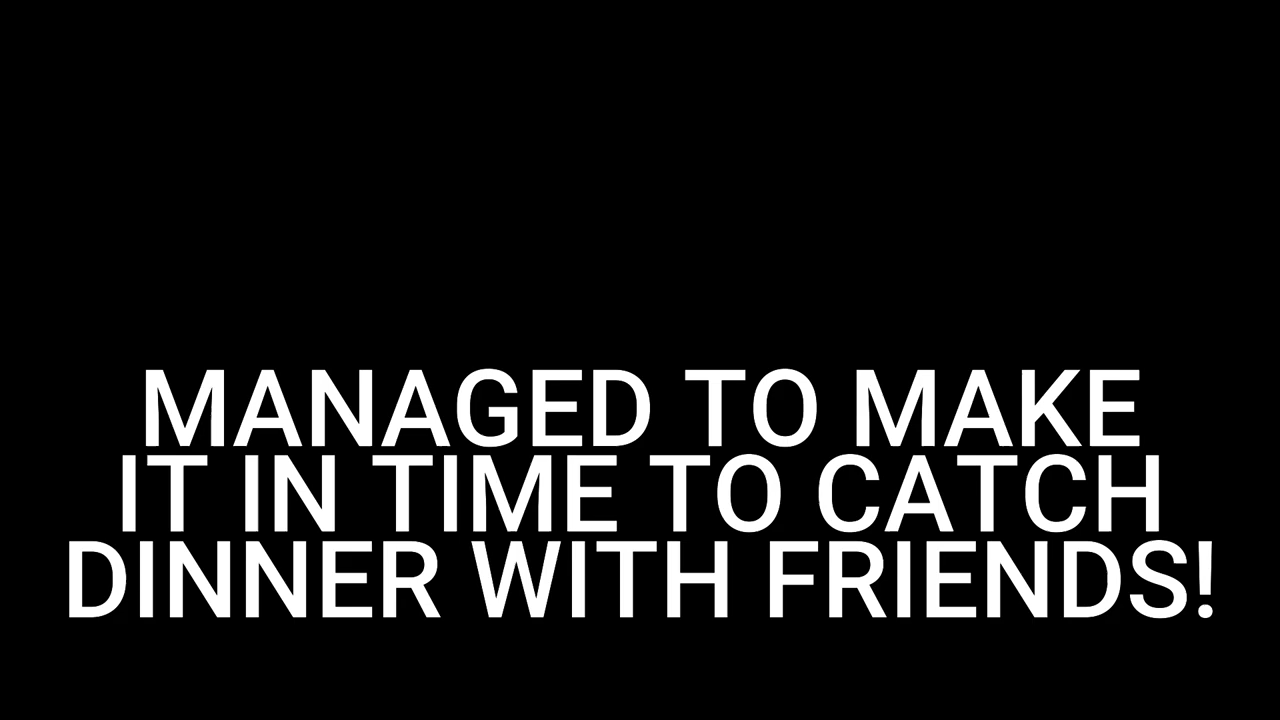 MANAGED TO MAKE
IT IN TIME TO CATCH
DINNER WITH FRIENDS!